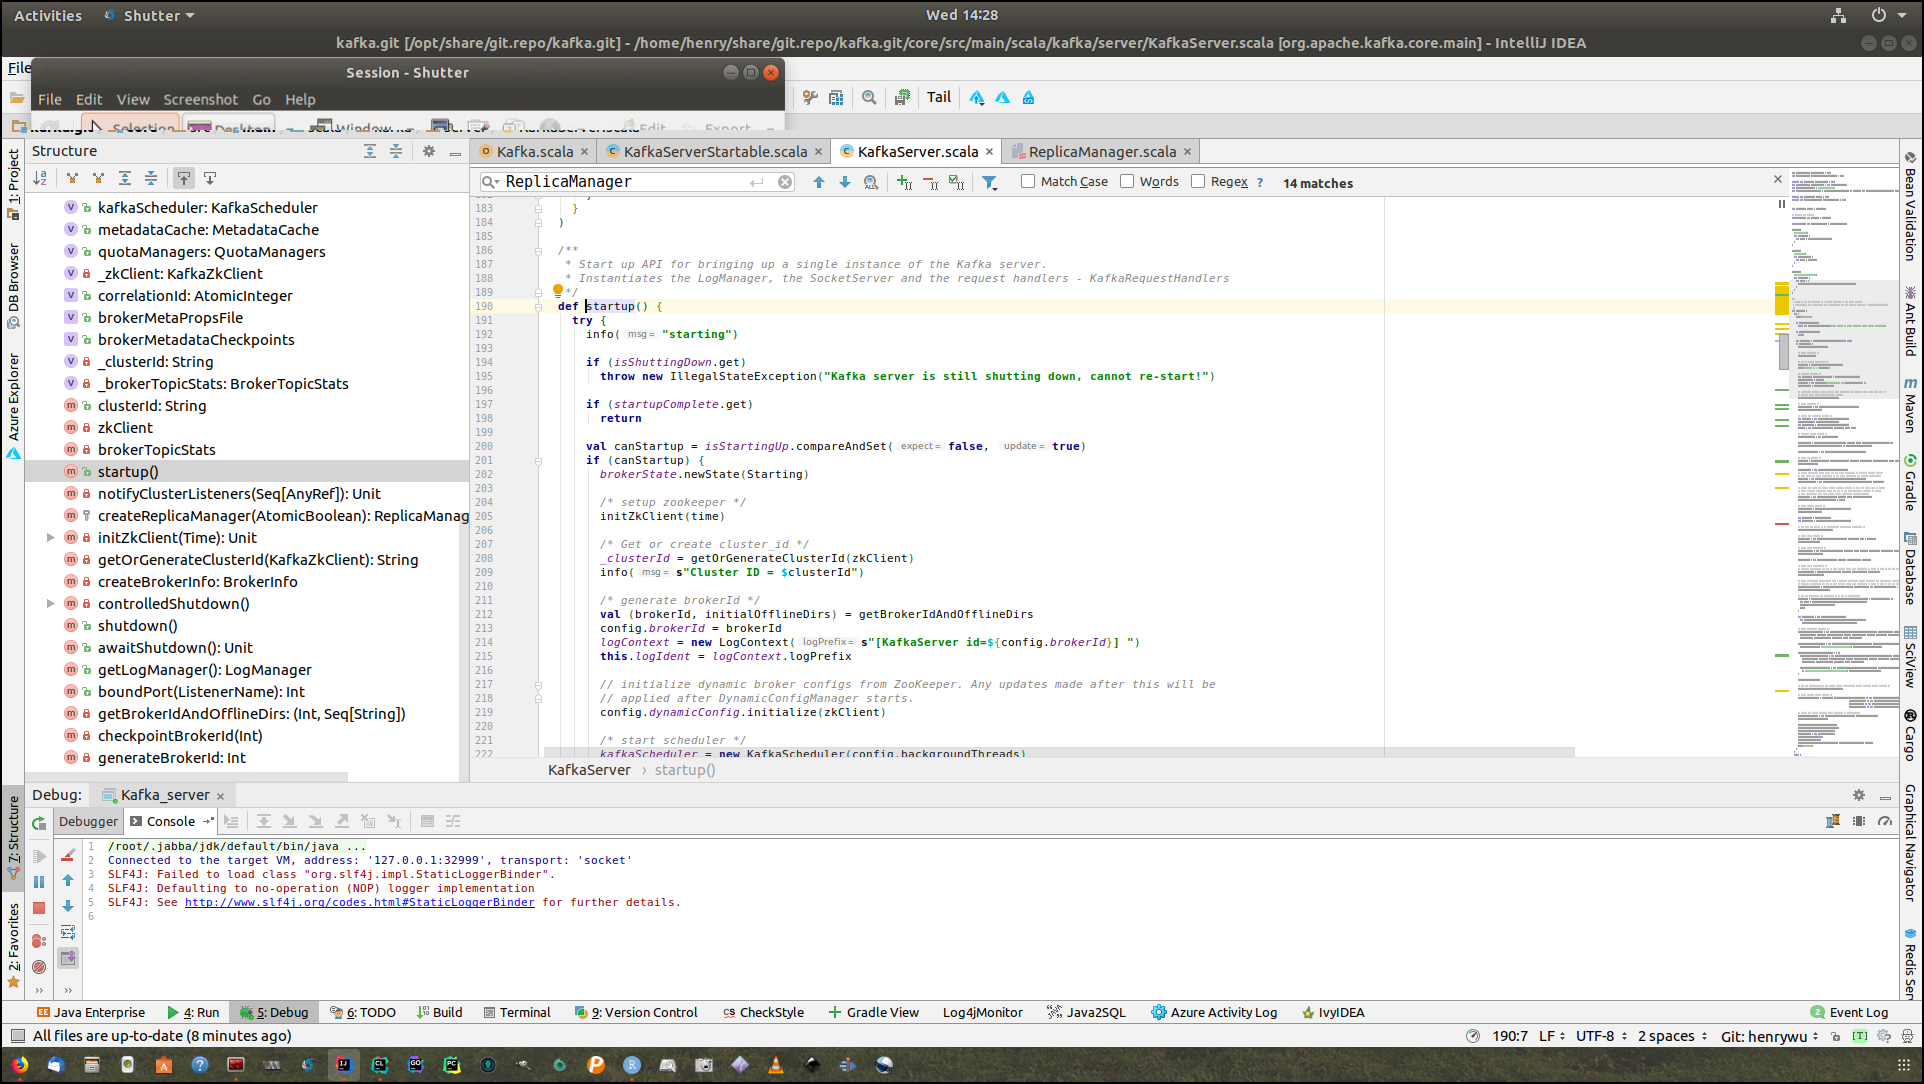 Activities
Shutter
Wed 14:28
kafka.git [/opt/share/git.repo/kafka.git] - /home/henry/share/git.repo/kafka.git/core/src/main/scala/kafka/server/KafkaServer.scala [org.apache.kafka.core.main] - IntelliJ IDEA
File
Session - Shutter
File Edit View Screenshot Go Help
Tail
Selection
Desktop
Window
Edit
Export
Structure
Kafka.scala
KafkaServerStartable.scala
KafkaServer.scala
ReplicaManager.scala
ReplicaManager
Match Case
Words
Regex
?
14 matches
kafkaScheduler: KafkaScheduler
metadataCache: MetadataCache
quotaManagers: QuotaManagers
_zkClient: KafkaZkClient
correlationId: AtomicInteger
brokerMetaPropsFile
brokerMetadataCheckpoints
_clusterId: String
_brokerTopicStats: BrokerTopicStats
clusterId: String
zkClient
brokerTopicStats
startup()
notifyClusterListeners(Seq[AnyRef]): Unit
createReplicaManager(AtomicBoolean): ReplicaManag
initZkClient(Time): Unit
getOrGenerateClusterId(KafkaZkClient): String
createBrokerInfo: BrokerInfo
controlledShutdown()
shutdown()
awaitShutdown(): Unit
getLogManager(): LogManager
boundPort(ListenerName): Int
getBrokerIdAndOfflineDirs: (Int, Seq[String])
checkpointBrokerId(Int)
generateBrokerId: Int
183 }
184 )
185
186 /**
187 * Start up API for bringing up a single instance of the Kafka server.
188 * Instantiates the LogManager, the SocketServer and the request handlers - KafkaRequestHandlers
189 */
190 def startup() {
191 try {
192 info( msg = "starting")
193
194 if (isShuttingDown.get)
195 throw new IllegalStateException("Kafka server is still shutting down, cannot re-start!")
196
197 if (startupComplete.get)
198 return
199
200 val canStartup = isStartingUp.compareAndSet( expect = false, update = true)
201 if (canStartup) {
202 brokerState.newState(Starting)
203
204 /* setup zookeeper */
205 initZkClient(time)
206
207 /* Get or create cluster_id */
208 _clusterId = getOrGenerateClusterId(zkClient)
209 info( msg = s"Cluster ID = $clusterId")
210
211 /* generate brokerId */
212 val (brokerId, initialOfflineDirs) = getBrokerIdAndOfflineDirs
213 config.brokerId = brokerId
214 logContext = new LogContext( logPrefix = s"[KafkaServer id=${config.brokerId}] ")
215 this.logIdent = logContext.logPrefix
216
217 // initialize dynamic broker configs from ZooKeeper. Any updates made after this will be
218 // applied after DynamicConfigManager starts.
219 config.dynamicConfig.initialize(zkClient)
220
221 /* start scheduler */
222 kafkaScheduler = new KafkaScheduler(config.backgroundThreads)
KafkaServer › startup()
1: Project
DB Browser
Azure Explorer
7: Structure
2: Favorites
Bean Validation
Ant Build
Maven
Gradle
Database
SciView
Cargo
Graphical Navigator
Redis Ser
Debug: Kafka_server
Debugger
Console
1 /root/.jabba/jdk/default/bin/java ...
2 Connected to the target VM, address: '127.0.0.1:32999', transport: 'socket'
3 SLF4J: Failed to load class "org.slf4j.impl.StaticLoggerBinder".
4 SLF4J: Defaulting to no-operation (NOP) logger implementation
5 SLF4J: See http://www.slf4j.org/codes.html#StaticLoggerBinder for further details.
6
Java Enterprise
4: Run
5: Debug
6: TODO
Build
Terminal
9: Version Control
CheckStyle
Gradle View
Log4jMonitor
Java2SQL
Azure Activity Log
IvyIDEA
2 Event Log
All files are up-to-date (8 minutes ago)
190:7 LF UTF-8 2 spaces Git: henrywu